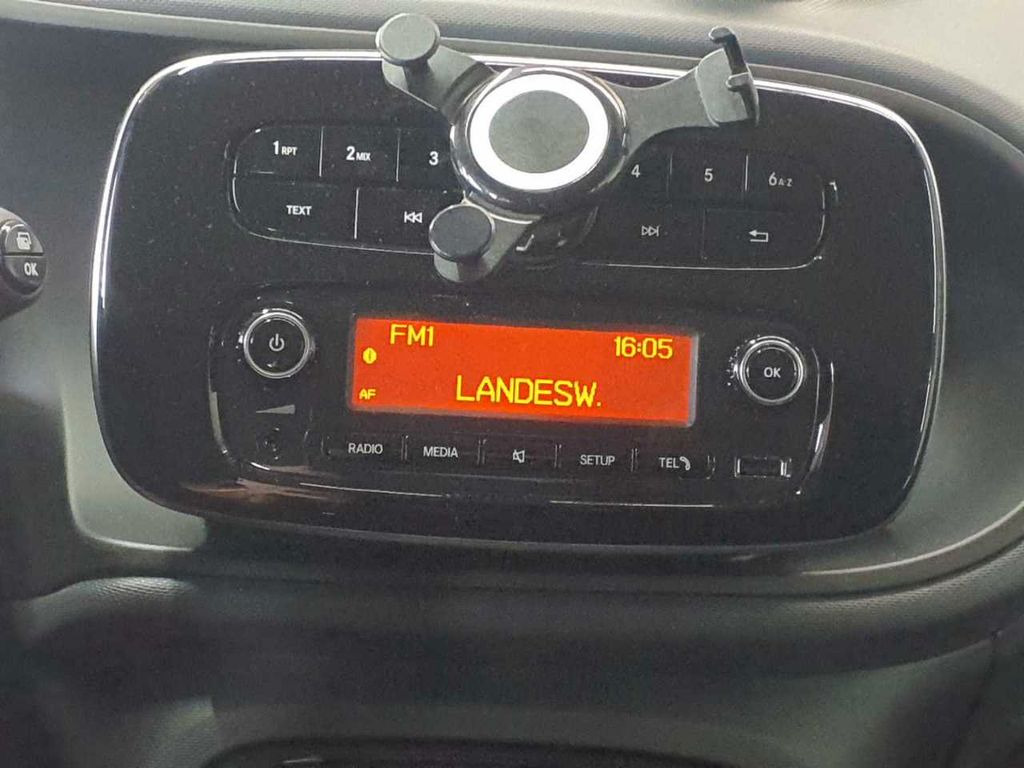 1 RPT 2 MIX 3 4 5 6 A-Z
TEXT
OK
FM1 16:05
AF LANDESW.
OK
RADIO MEDIA SETUP TEL